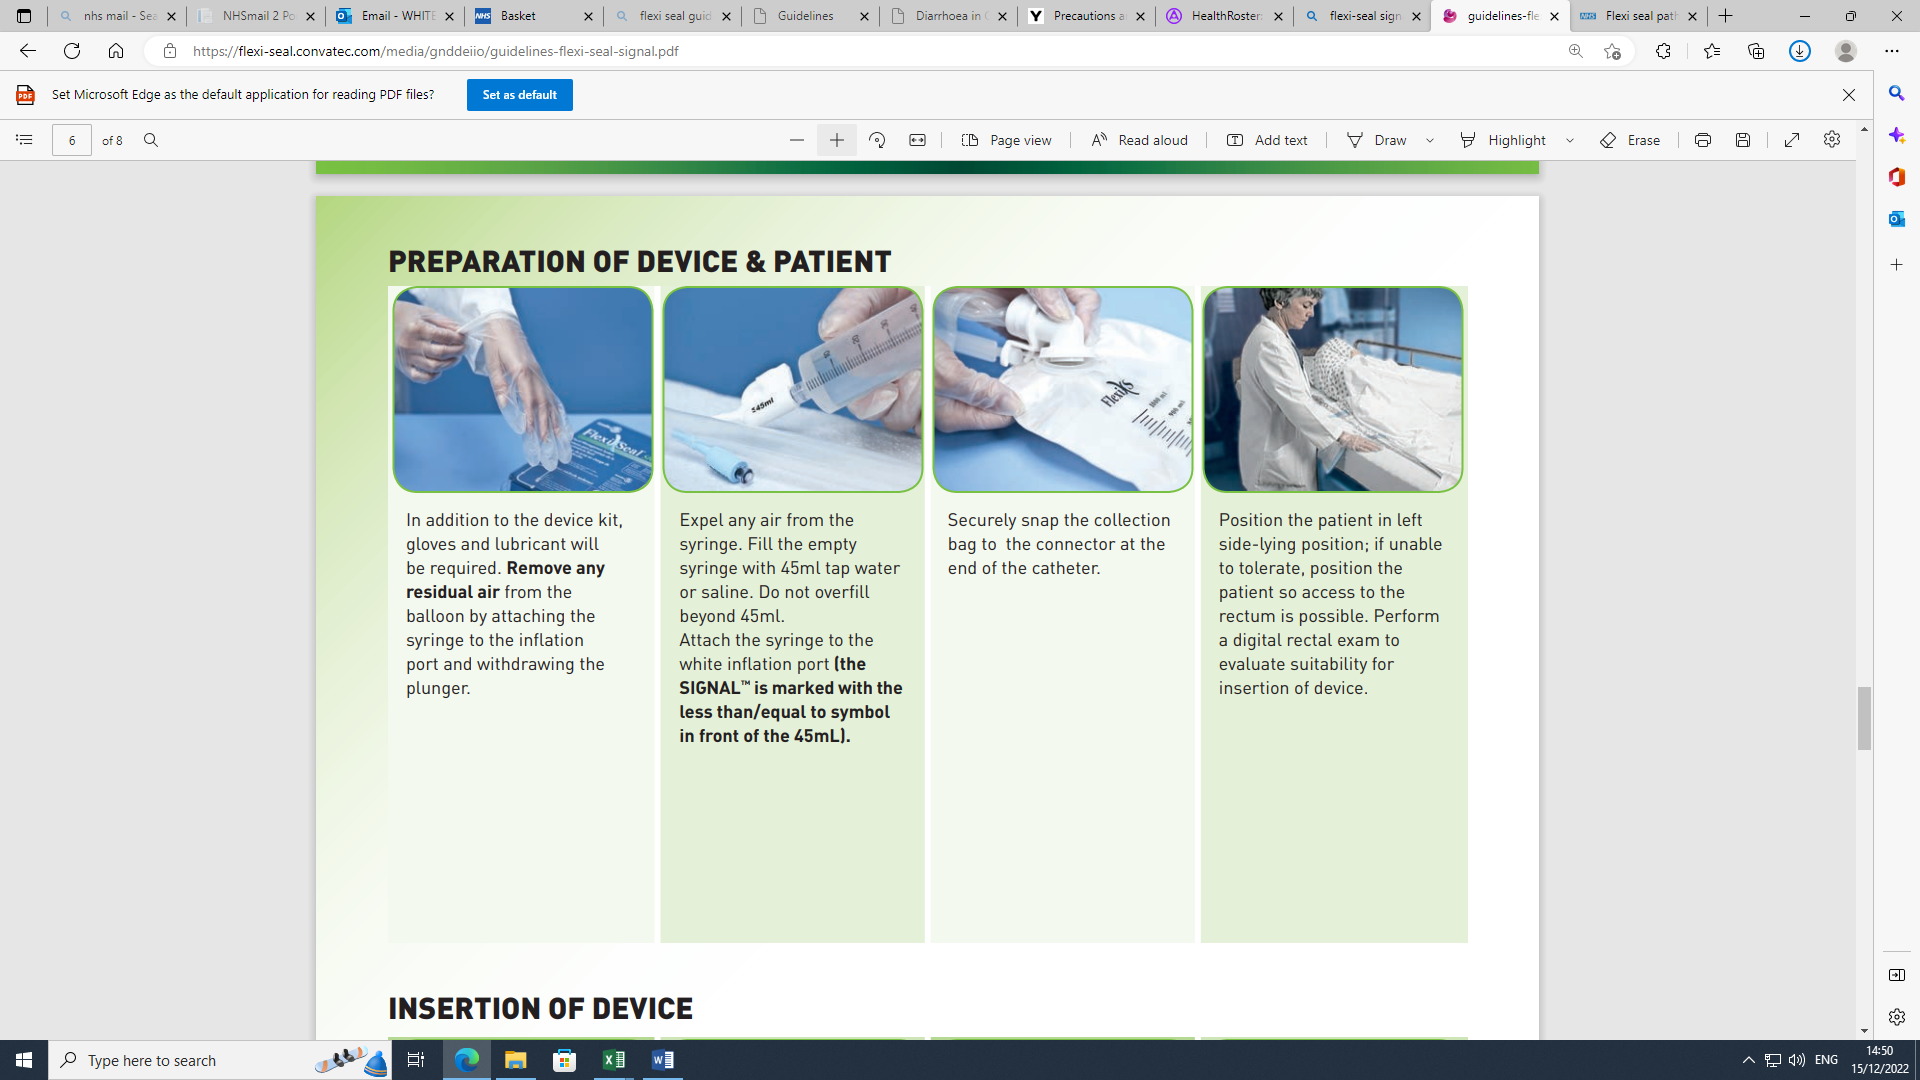 nhs mail - Sea
NHSmail 2 Po
Email - WHITE
Basket
flexi seal guid
Guidelines
Diarrhoea in C
Precautions a
HealthRoster:
flexi-seal sign
guidelines-fle
Flexi seal path
https://flexi-seal.convatec.com/media/gnddeiio/guidelines-flexi-seal-signal.pdf
Set Microsoft Edge as the default application for reading PDF files?
Set as default
6 of 8
Page view
Read aloud
Add text
Draw
Highlight
Erase
PREPARATION OF DEVICE & PATIENT
≤45ml
In addition to the device kit,
gloves and lubricant will
be required. Remove any
residual air from the
balloon by attaching the
syringe to the inflation
port and withdrawing the
plunger.
Expel any air from the
syringe. Fill the empty
syringe with 45ml tap water
or saline. Do not overfill
beyond 45ml.
Attach the syringe to the
white inflation port (the
SIGNAL™ is marked with the
less than/equal to symbol
in front of the 45mL).
Securely snap the collection
bag to the connector at the
end of the catheter.
Position the patient in left
side-lying position; if unable
to tolerate, position the
patient so access to the
rectum is possible. Perform
a digital rectal exam to
evaluate suitability for
insertion of device.
INSERTION OF DEVICE
Type here to search
ENG
14:50
15/12/2022